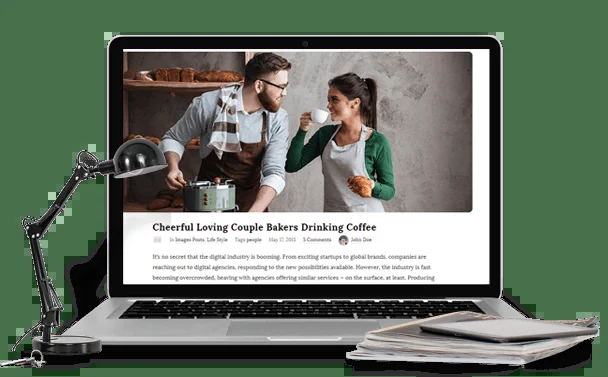 Cheerful Loving Couple Bakers Drinking Coffee
In Images Posts, Life Style Tags people May 17, 2015 3 Comments John Doe
It's no secret that the digital industry is booming. From exciting startups to global brands, companies are
reaching out to digital agencies, responding to the new possibilities available. However, the industry is fast
becoming overcrowded, heaving with agencies offering similar services – on the surface, at least. Producing